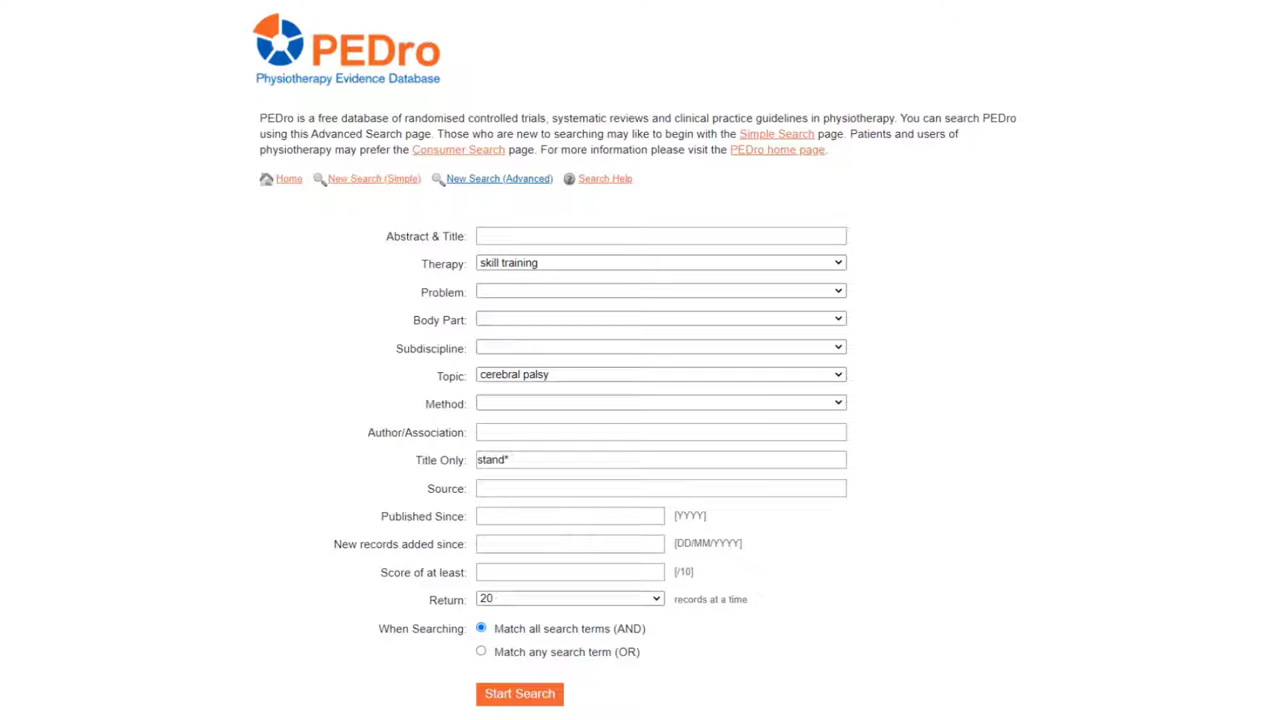 PEDro
Physiotherapy Evidence Database
PEDro is a free database of randomised controlled trials, systematic reviews and clinical practice guidelines in physiotherapy. You can search PEDro
using this Advanced Search page. Those who are new to searching may like to begin with the Simple Search page. Patients and users of
physiotherapy may prefer the Consumer Search page. For more information please visit the PEDro home page.
Home New Search (Simple) New Search (Advanced) Search Help
Abstract & Title:
Therapy: skill training
Problem:
Body Part:
Subdiscipline:
Topic: cerebral palsy
Method:
Author/Association:
Title Only: stand*
Source:
Published Since: [YYYY]
New records added since: [DD/MM/YYYY]
Score of at least: [/10]
Return: 20 records at a time
When Searching: Match all search terms (AND)
Match any search term (OR)
Start Search